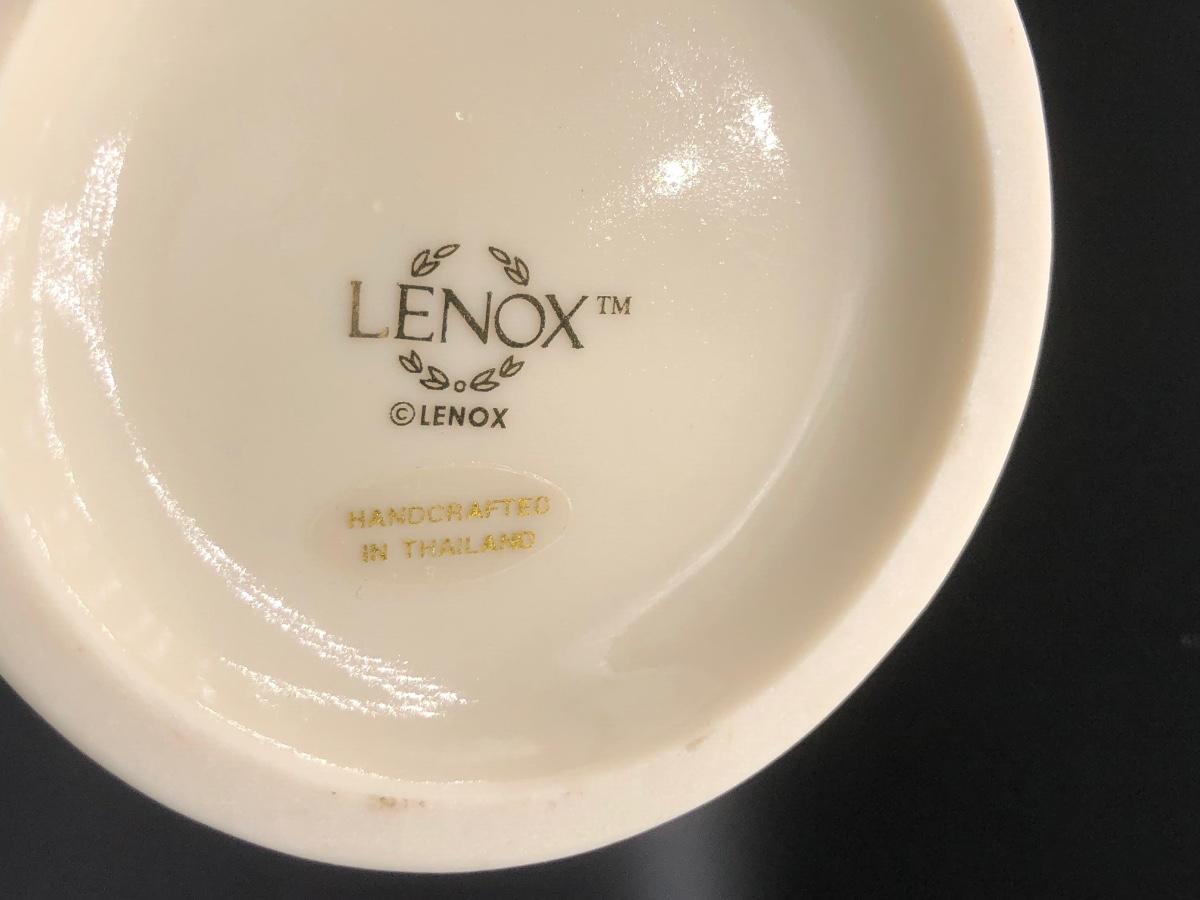 LENOX™
©LENOX
HANDCRAFTED
IN THAILAND